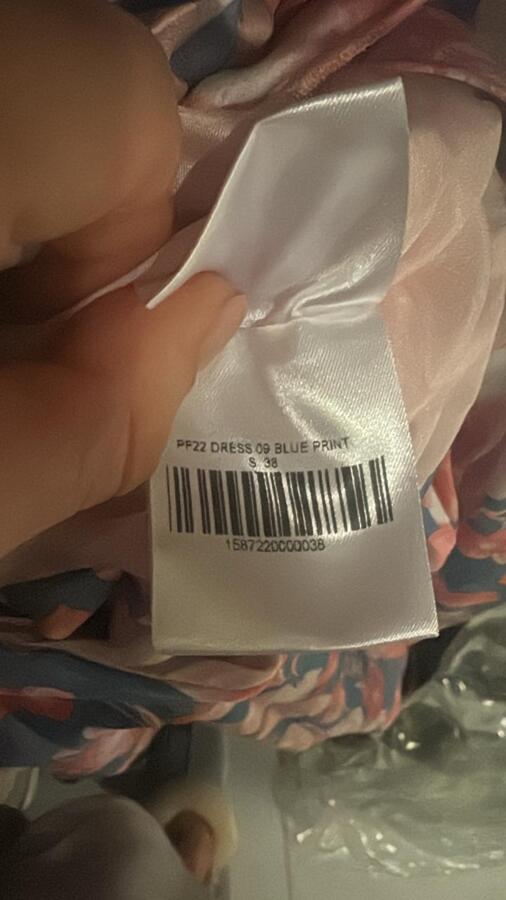 PF22 DRESS 09 BLUE PRINT
S. 38
1587220000038